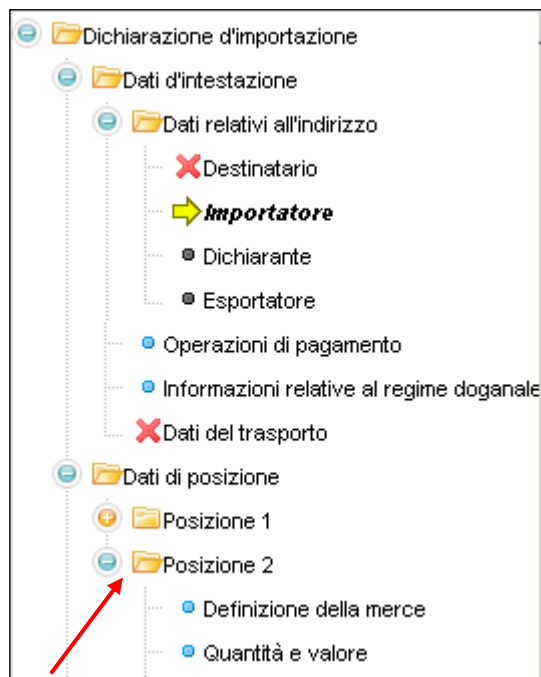 Dichiarazione d'importazione
Dati d'intestazione
Dati relativi all'indirizzo
Destinatario
Importatore
Dichiarante
Esportatore
Operazioni di pagamento
Informazioni relative al regime doganale
Dati del trasporto
Dati di posizione
Posizione 1
Posizione 2
Definizione della merce
Quantità e valore